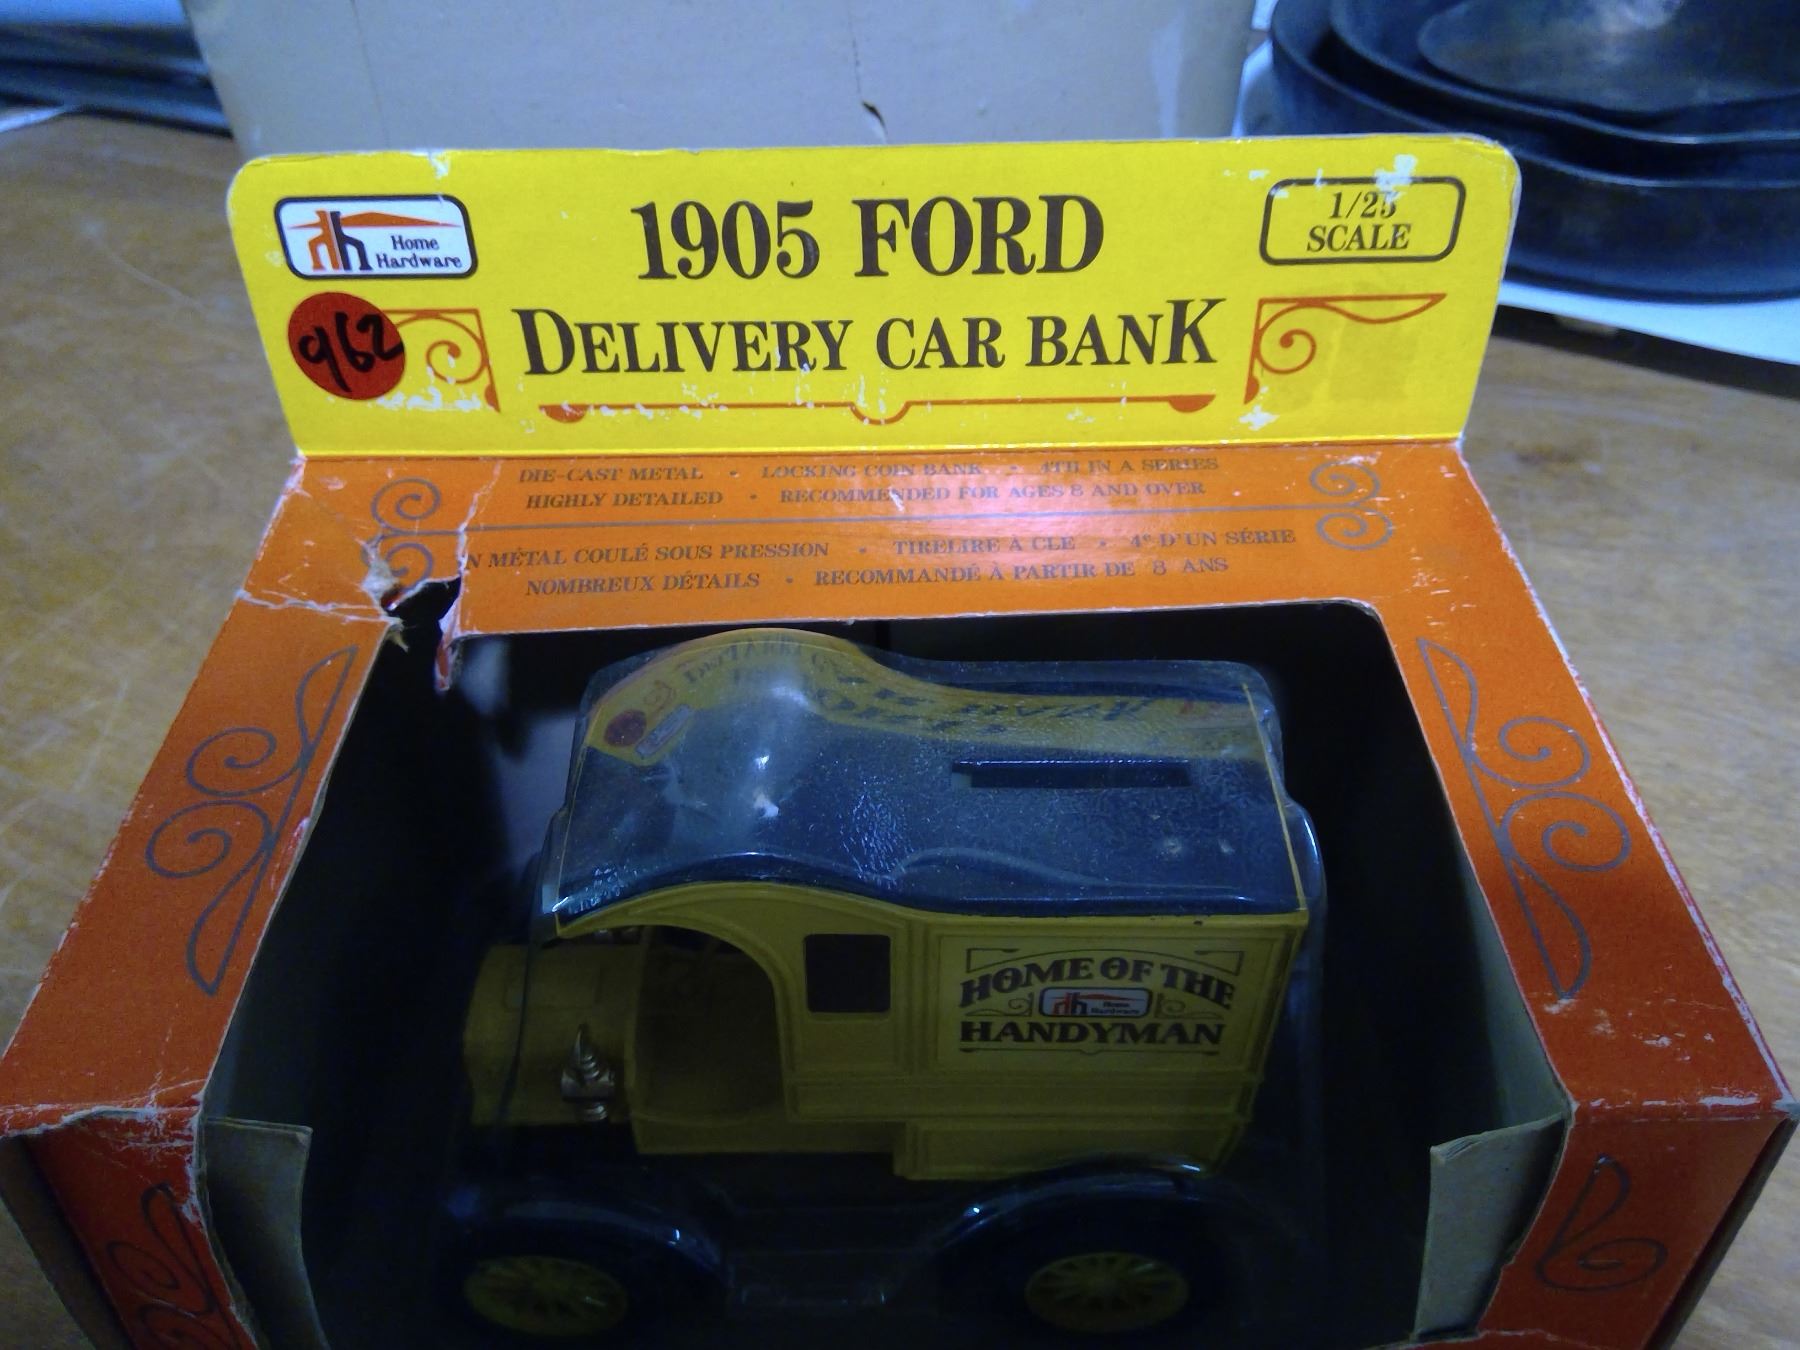 Home
Hardware
1905 FORD
DELIVERY CAR BANK
1/25
SCALE
962
DIE-CAST METAL • LOCKING COIN BANK • 4TH IN A SERIES
HIGHLY DETAILED • RECOMMENDED FOR AGES 8 AND OVER
N MÉTAL COULÉ SOUS PRESSION • TIRELIRE À CLE • 4e D'UN SÉRIE
NOMBREUX DÉTAILS • RECOMMANDÉ À PARTIR DE 8 ANS
HOME OF THE
Home
Hardware
HANDYMAN